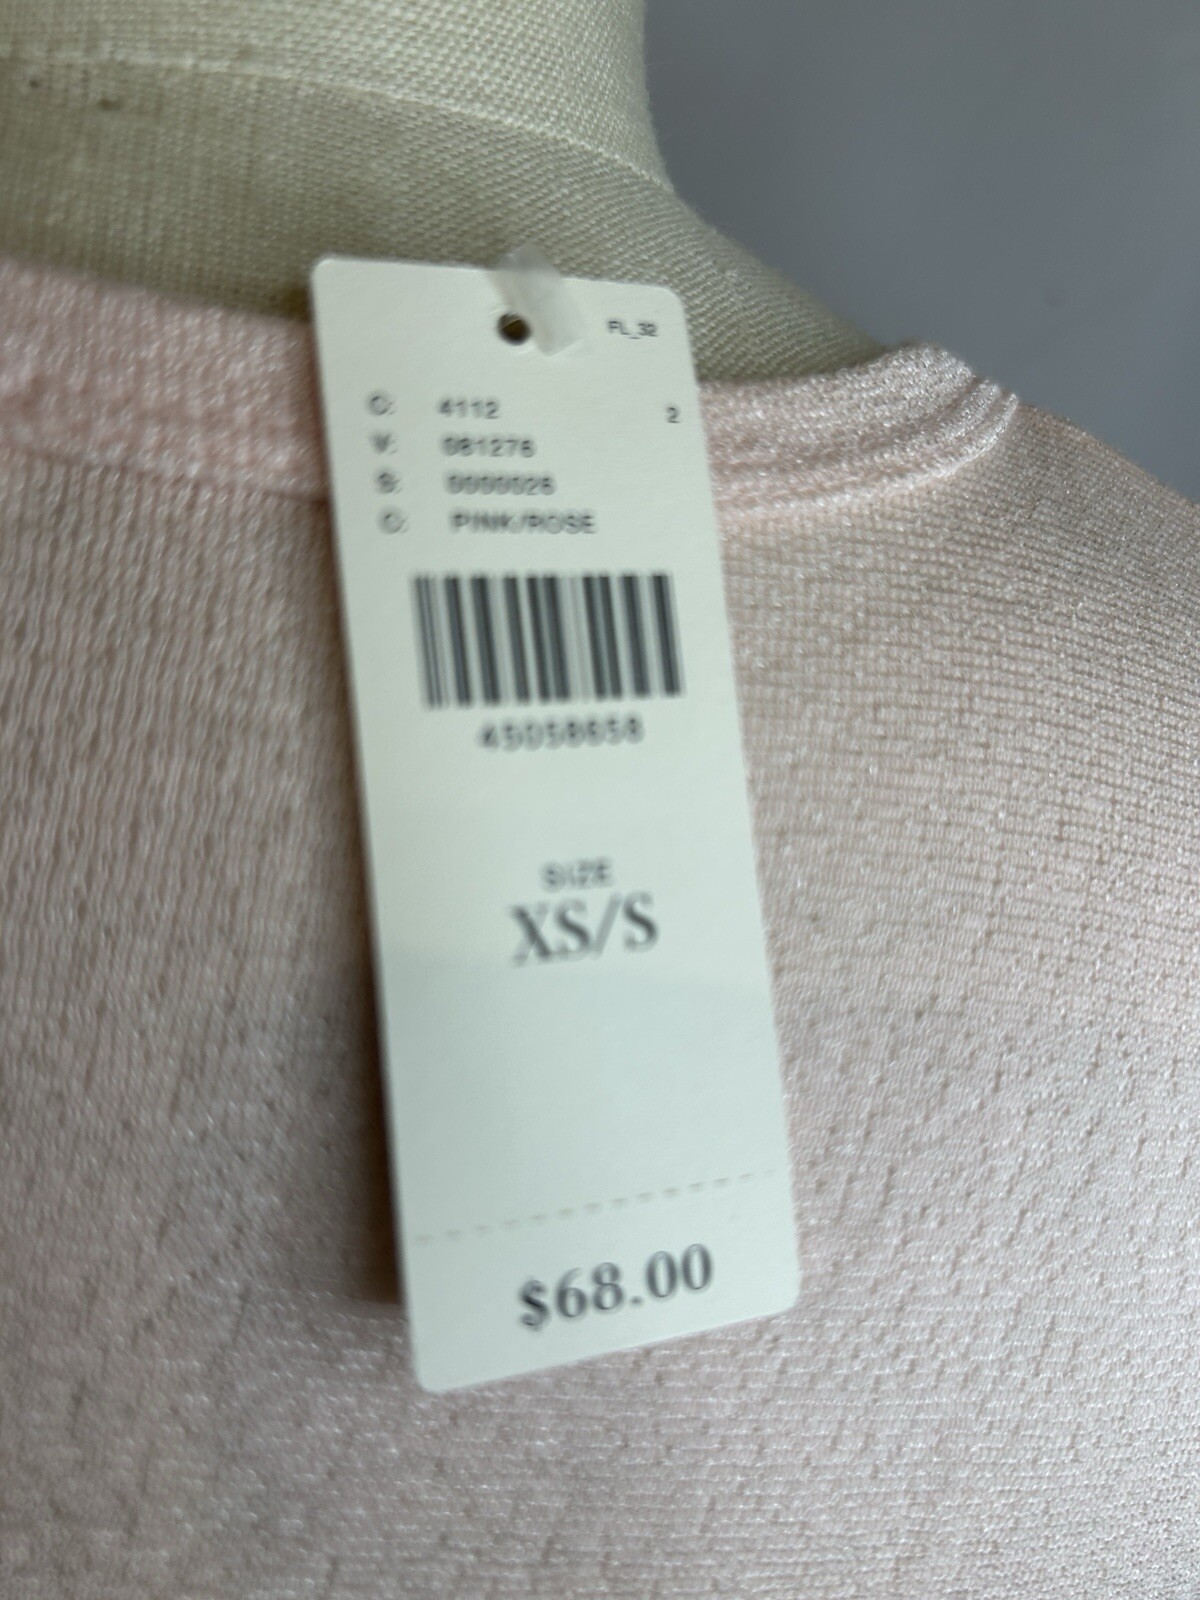 FL_32
C: 4112 2
V: 081276
S: 0000026
C: PINK/ROSE
45058658
SIZE
XS/S
$68.00